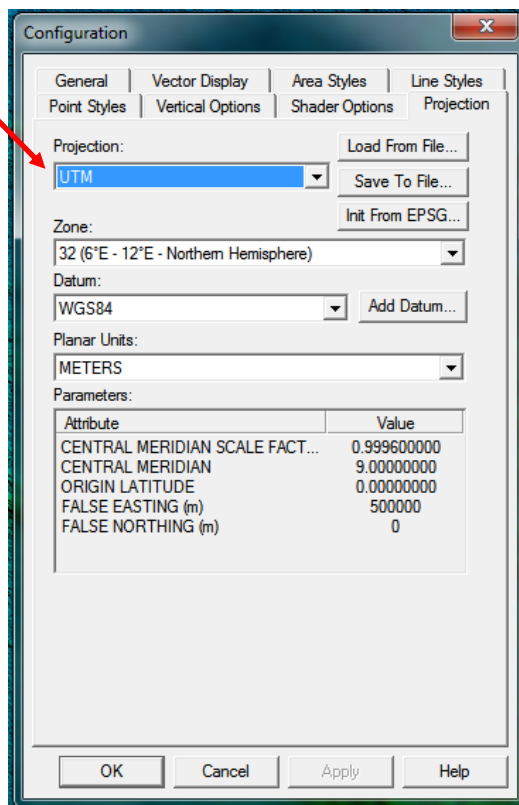 Configuration
General Vector Display Area Styles Line Styles
Point Styles Vertical Options Shader Options Projection
Projection:
Load From File...
UTM
Save To File...
Init From EPSG...
Zone:
32 (6°E - 12°E - Northern Hemisphere)
Datum:
WGS84
Add Datum...
Planar Units:
METERS
Parameters:
Attribute Value
CENTRAL MERIDIAN SCALE FACT... 0.999600000
CENTRAL MERIDIAN 9.00000000
ORIGIN LATITUDE 0.00000000
FALSE EASTING (m) 500000
FALSE NORTHING (m) 0
OK Cancel Apply Help